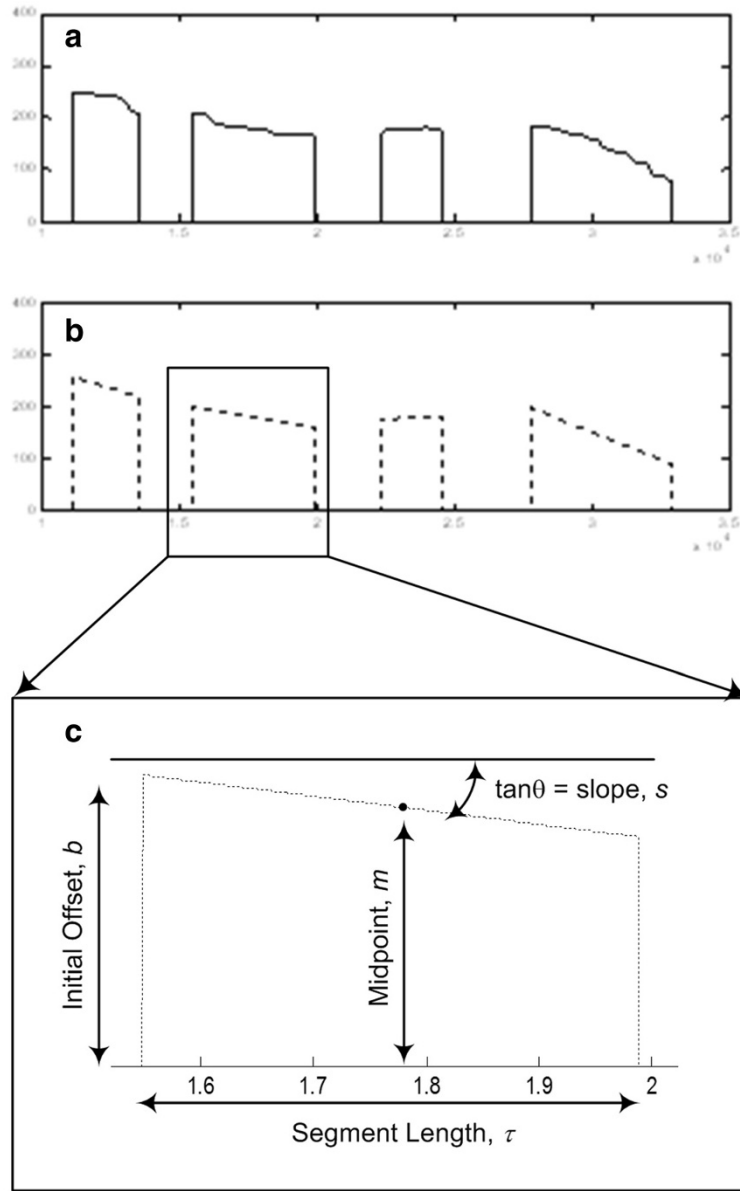 a
400
300
200
100
0
1 1.5 2 2.5 3 3.5
x 10⁴
b
400
300
200
100
0
1 1.5 2 2.5 3 3.5
x 10⁴
c
tanθ = slope, s
Initial Offset, b
Midpoint, m
1.6 1.7 1.8 1.9 2
Segment Length, τ